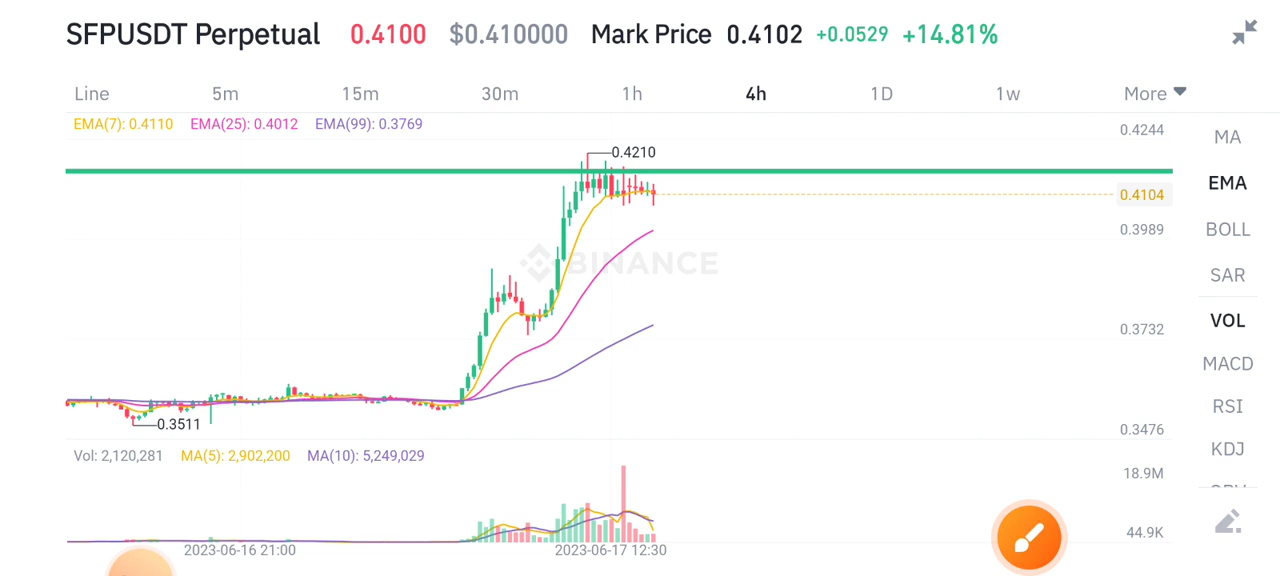 SFPUSDT Perpetual 0.4100 $0.410000 Mark Price 0.4102 +0.0529 +14.81%
Line 5m 15m 30m 1h 4h 1D 1w More
EMA(7): 0.4110 EMA(25): 0.4012 EMA(99): 0.3769
0.4244
MA
0.4210
EMA
0.4104
0.3989
BOLL
BINANCE
SAR
VOL
0.3732
MACD
RSI
0.3511
0.3476
KDJ
Vol: 2,120,281 MA(5): 2,902,200 MA(10): 5,249,029
18.9M
44.9K
2023-06-16 21:00 2023-06-17 12:30